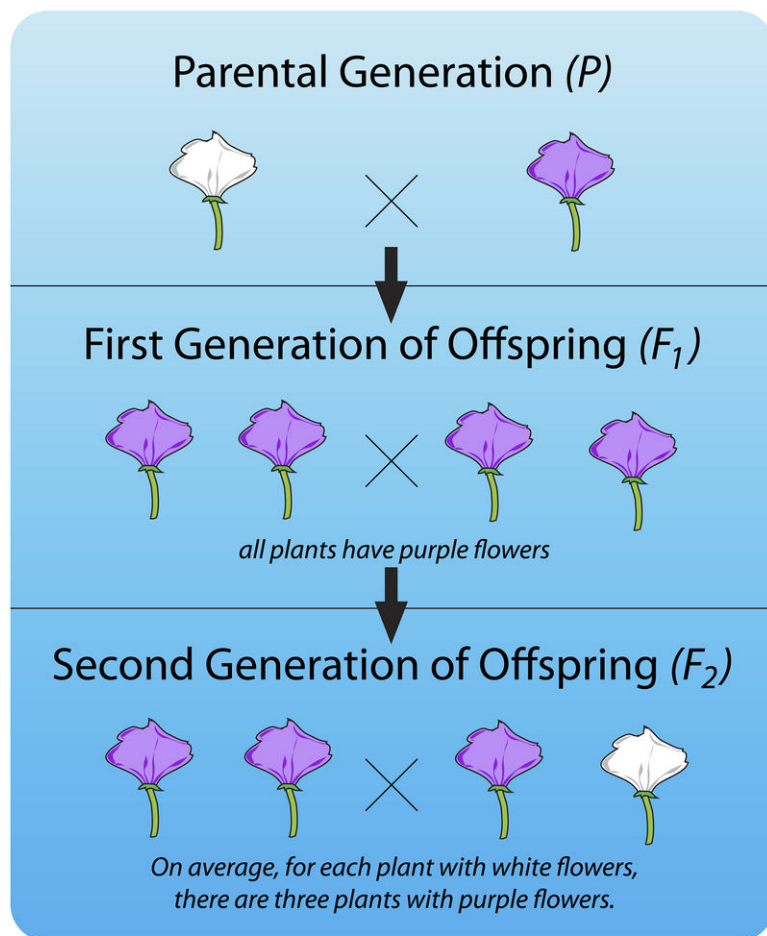 Parental Generation (P)
First Generation of Offspring (F₁)
all plants have purple flowers
Second Generation of Offspring (F₂)
On average, for each plant with white flowers,
there are three plants with purple flowers.